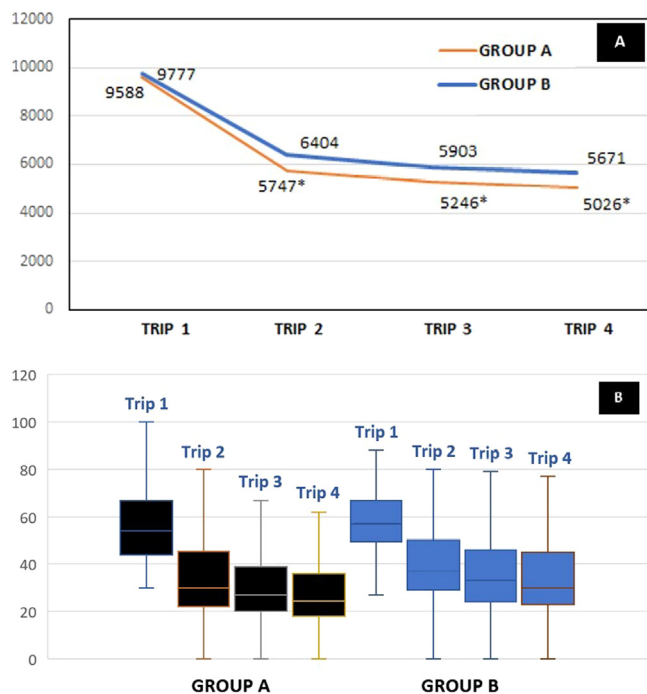 12000
A
GROUP A
10000
9777
9588
GROUP B
8000
6404
5903
5671
6000
5747*
5246*
5026*
4000
2000
0
TRIP 1 TRIP 2 TRIP 3 TRIP 4
120
B
100
Trip 1
Trip 1
80
Trip 2
Trip 2
Trip 3
Trip 4
Trip 3
Trip 4
60
40
20
0
GROUP A GROUP B